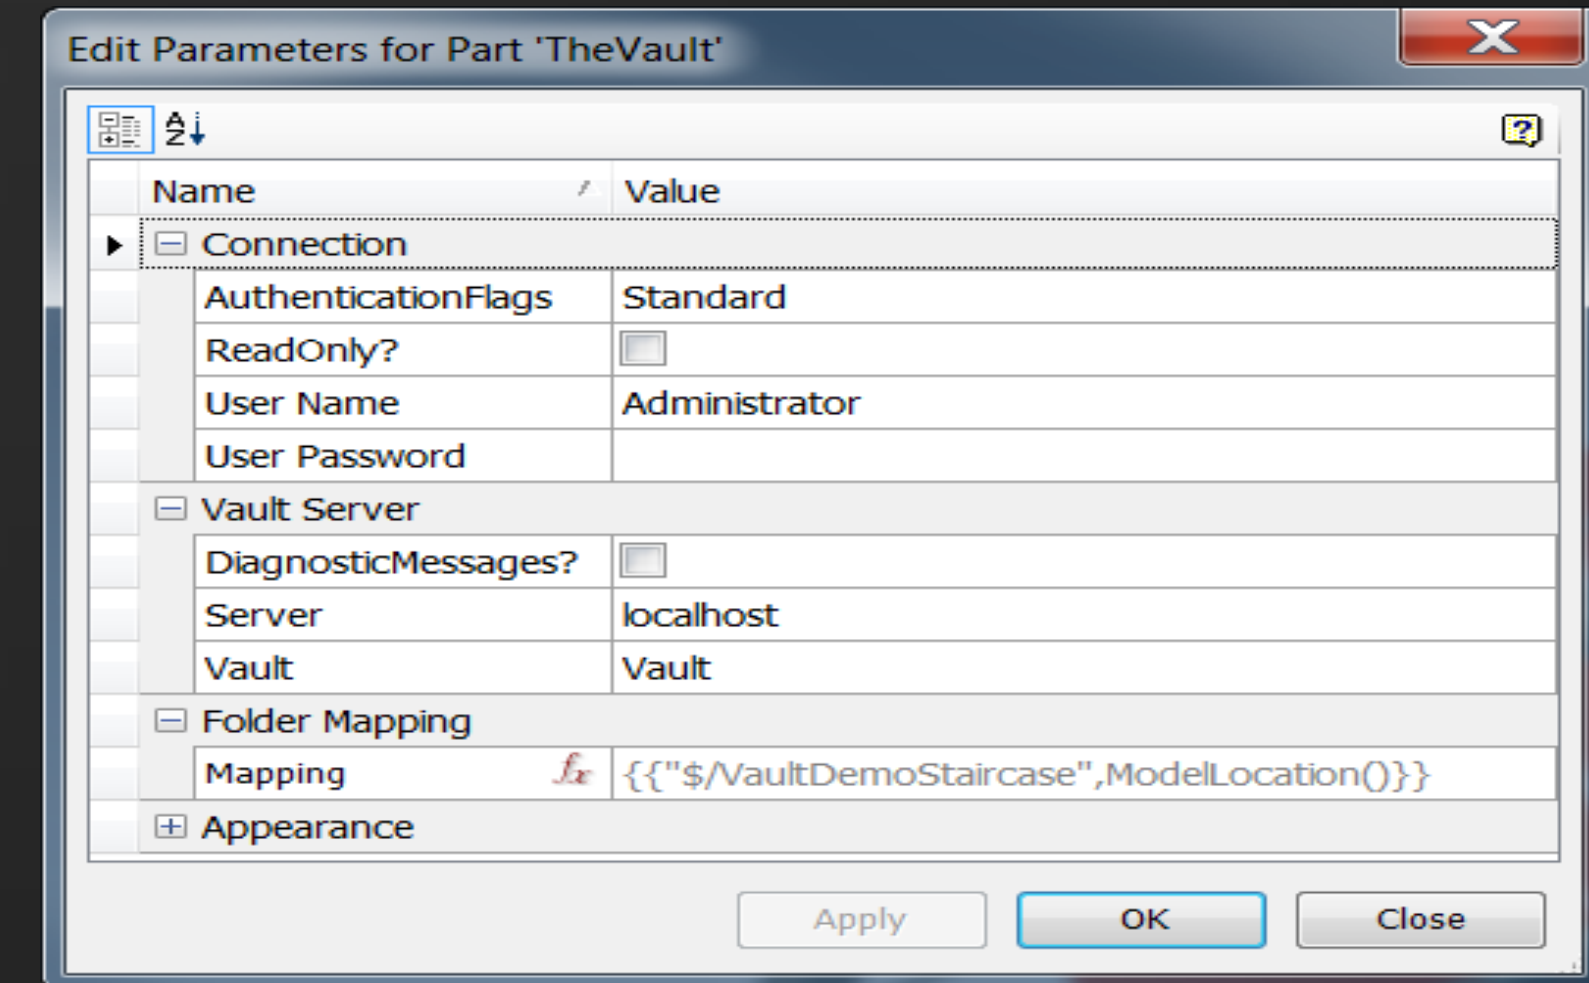 Edit Parameters for Part 'TheVault'
Name Value
Connection
AuthenticationFlags Standard
ReadOnly?
User Name Administrator
User Password
Vault Server
DiagnosticMessages?
Server localhost
Vault Vault
Folder Mapping
Mapping fx {{"$/VaultDemoStaircase",ModelLocation()}}
Appearance
Apply OK Close